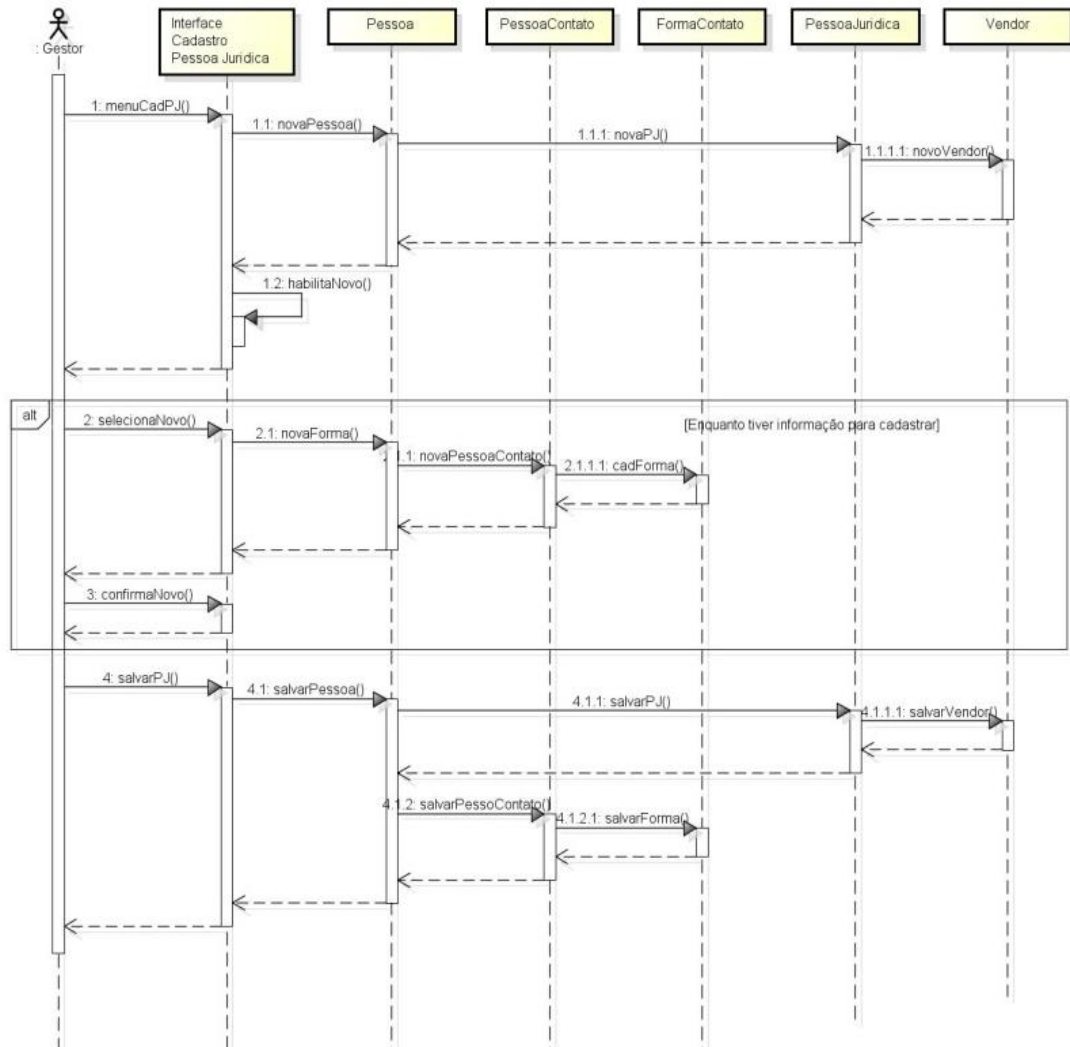 : Gestor
Interface
Cadastro
Pessoa Jurídica
Pessoa
PessoaContato
FormaContato
PessoaJuridica
Vendor
1: menuCadPJ()
1.1: novaPessoa()
1.1.1: novaPJ()
1.1.1.1: novoVendor()
1.2: habilitaNovo()
alt
[Enquanto tiver informação para cadastrar]
2: selecionaNovo()
2.1: novaForma()
2.1.1: novaPessoaContato()
2.1.1.1: cadForma()
3: confirmaNovo()
4: salvarPJ()
4.1: salvarPessoa()
4.1.1: salvarPJ()
4.1.1.1: salvarVendor()
4.1.2: salvarPessoContato()
4.1.2.1: salvarForma()